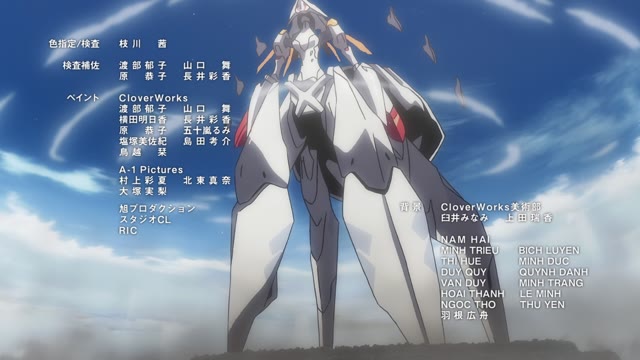 色指定/検査 枝川 茜
検査補佐 渡部郁子 山口 舞
原 恭子 長井彩香
ペイント CloverWorks
渡部郁子 山口 舞
横田明日香 長井彩香
原 恭子 五十嵐るみ
塩塚美佐紀 島田考介
鳥越 栞
A-1 Pictures
村上彩夏 北東真奈
大塚実梨
旭プロダクション
スタジオCL
RIC
背景 CloverWorks美術部
臼井みなみ 上田瑞香
NAM HAI
MINH TRIEU BICH LUYEN
THI HUE MINH DUC
DUY QUY QUYNH DANH
VAN DUY MINH TRANG
HOAI THANH LE MINH
NGOC THO THU YEN
羽根広舟